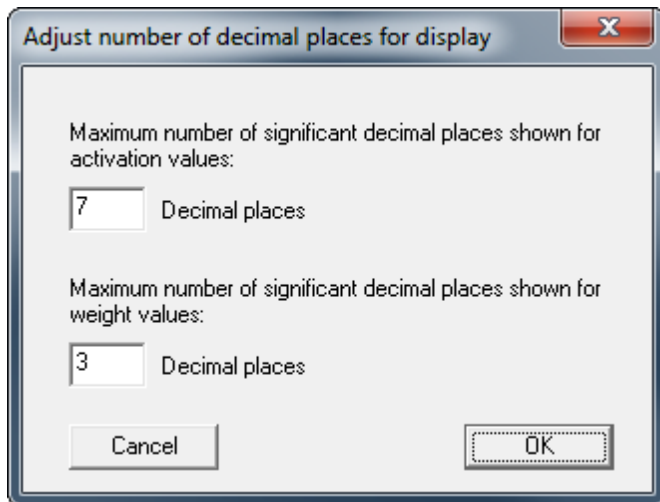 Adjust number of decimal places for display
Maximum number of significant decimal places shown for
activation values:
7 Decimal places
Maximum number of significant decimal places shown for
weight values:
3 Decimal places
Cancel OK